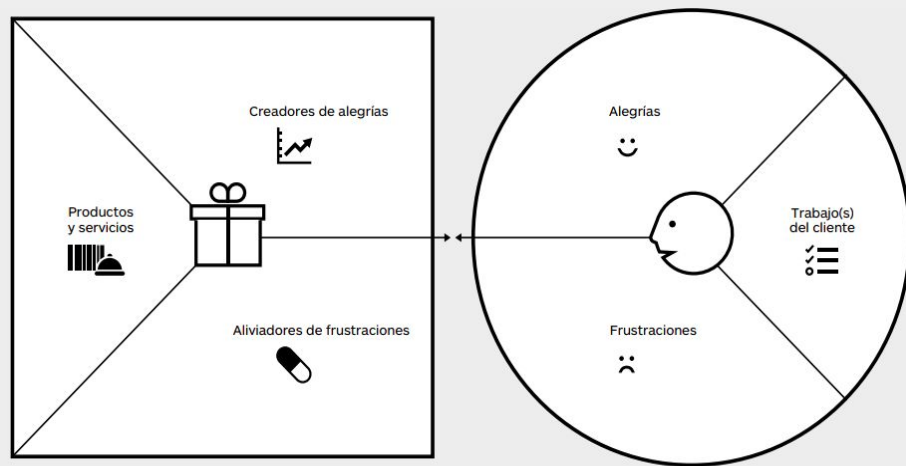 Creadores de alegrías
Productos
y servicios
Aliviadores de frustraciones
Alegrías
Trabajo(s)
del cliente
Frustraciones